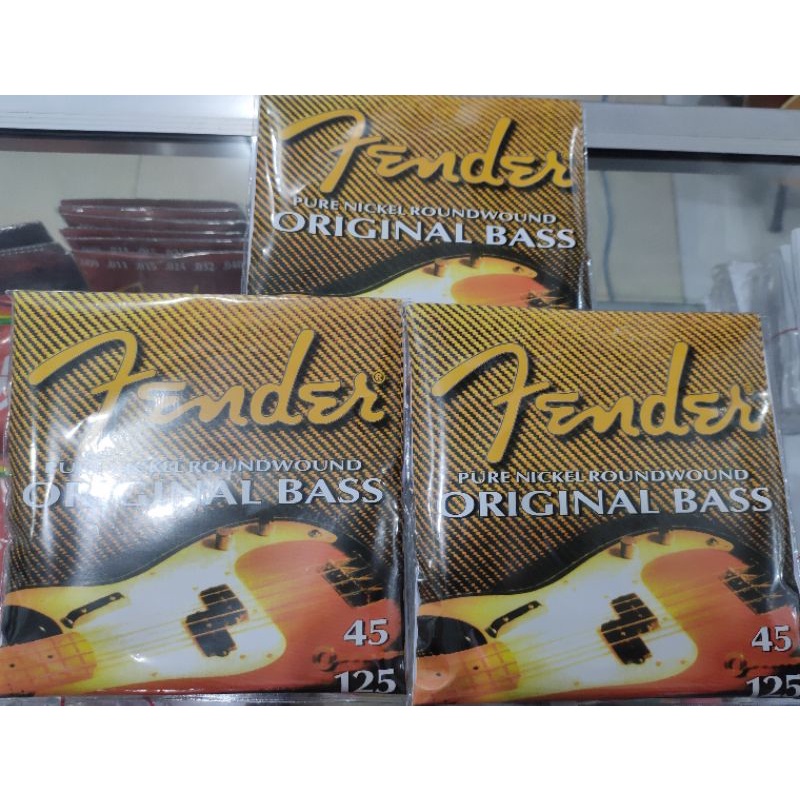 Fender
PURE NICKEL ROUNDWOUND
ORIGINAL BASS
Fender®
PURE NICKEL ROUNDWOUND
ORIGINAL BASS
45
125
Fender
PURE NICKEL ROUNDWOUND
ORIGINAL BASS
45
125